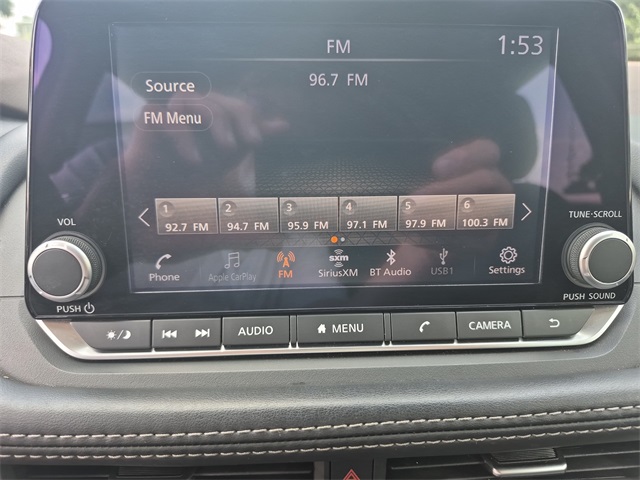 FM
1:53
Source
96.7 FM
FM Menu
1 2 3 4 5 6
92.7 FM 94.7 FM 95.9 FM 97.1 FM 97.9 FM 100.3 FM
VOL
TUNE·SCROLL
sxm
Phone Apple CarPlay FM SiriusXM BT Audio USB1 Settings
PUSH
PUSH SOUND
AUDIO MENU CAMERA